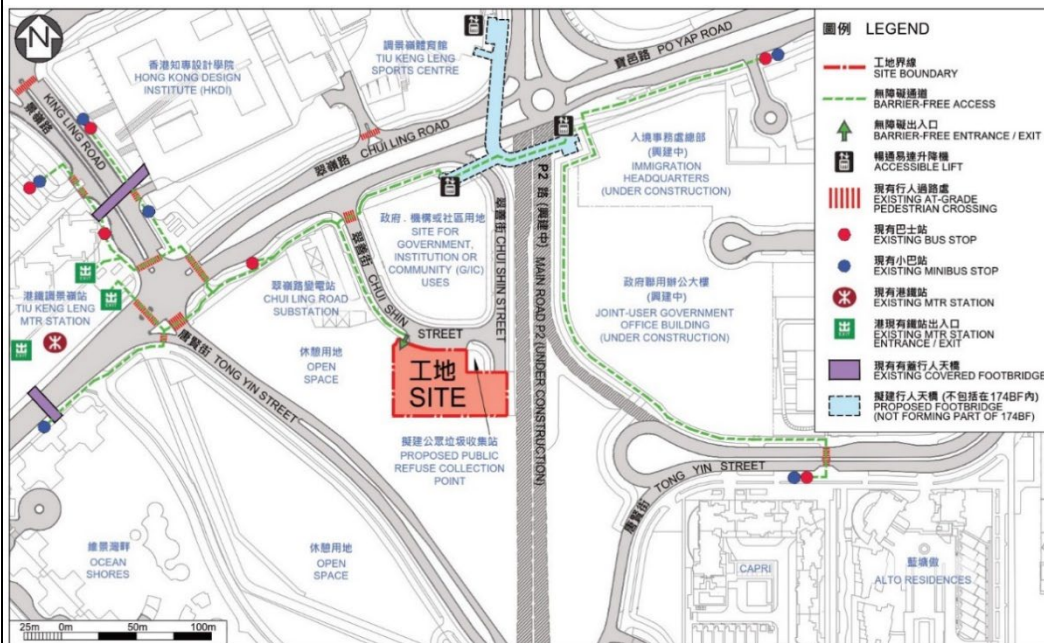 N
香港知專設計學院
HONG KONG DESIGN
INSTITUTE (HKDI)
調景嶺體育館
TIU KENG LENG
SPORTS CENTRE
寶邑路 PO YAP ROAD
景嶺路
KING LING ROAD
翠嶺路 CHUI LING ROAD
入境事務處總部
(興建中)
IMMIGRATION
HEADQUARTERS
(UNDER CONSTRUCTION)
政府﹑機構或社區用地
SITE FOR
GOVERNMENT,
INSTITUTION OR
COMMUNITY (G/IC)
USES
翠善街 CHUI SHIN STREET
P2 路 (興建中) MAIN ROAD P2 (UNDER CONSTRUCTION)
翠善街 CHUI SHIN
STREET
翠嶺路變電站
CHUI LING ROAD
SUBSTATION
政府聯用辦公大樓
(興建中)
JOINT-USER GOVERNMENT
OFFICE BUILDING
(UNDER CONSTRUCTION)
港鐵調景嶺站
TIU KENG LENG
MTR STATION
唐賢街 TONG YIN STREET
休憩用地
OPEN
SPACE
工地
SITE
擬建公眾垃圾收集站
PROPOSED PUBLIC
REFUSE COLLECTION
POINT
TONG YIN STREET
唐賢街
維景灣畔
OCEAN
SHORES
休憩用地
OPEN
SPACE
CAPRI
藍塘傲
ALTO RESIDENCES
25m 0m 50m 100m
圖例 LEGEND
工地界線
SITE BOUNDARY
無障礙通道
BARRIER-FREE ACCESS
無障礙出入口
BARRIER-FREE ENTRANCE / EXIT
暢通易達升降機
ACCESSIBLE LIFT
現有行人過路處
EXISTING AT-GRADE
PEDESTRIAN CROSSING
現有巴士站
EXISTING BUS STOP
現有小巴站
EXISTING MINIBUS STOP
現有港鐵站
EXISTING MTR STATION
港現有鐵站出入口
EXISTING MTR STATION
ENTRANCE / EXIT
現有有蓋行人天橋
EXISTING COVERED FOOTBRIDGE
擬建行人天橋 (不包括在174BF內)
PROPOSED FOOTBRIDGE
(NOT FORMING PART OF 174BF)